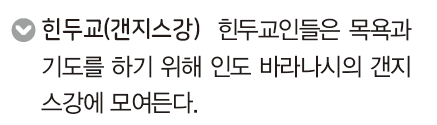 힌두교(갠지스강) 힌두교인들은 목욕과
기도를 하기 위해 인도 바라나시의 갠지
스강에 모여든다.